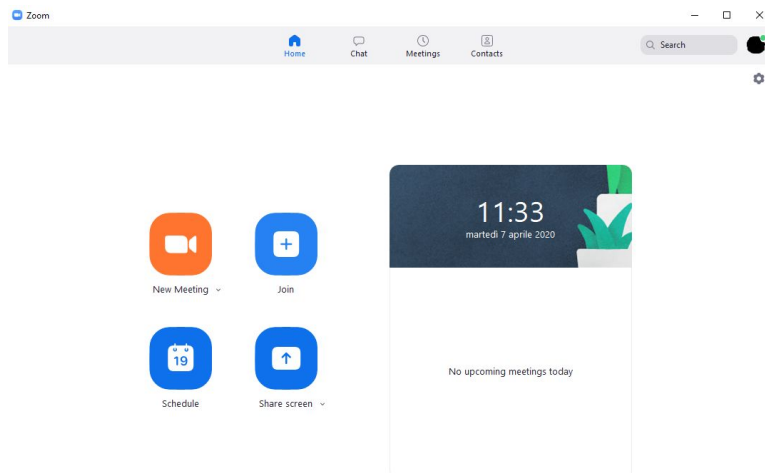 Zoom
Home Chat Meetings Contacts
Search
11:33
martedì 7 aprile 2020
New Meeting
Join
19
Schedule
Share screen
No upcoming meetings today